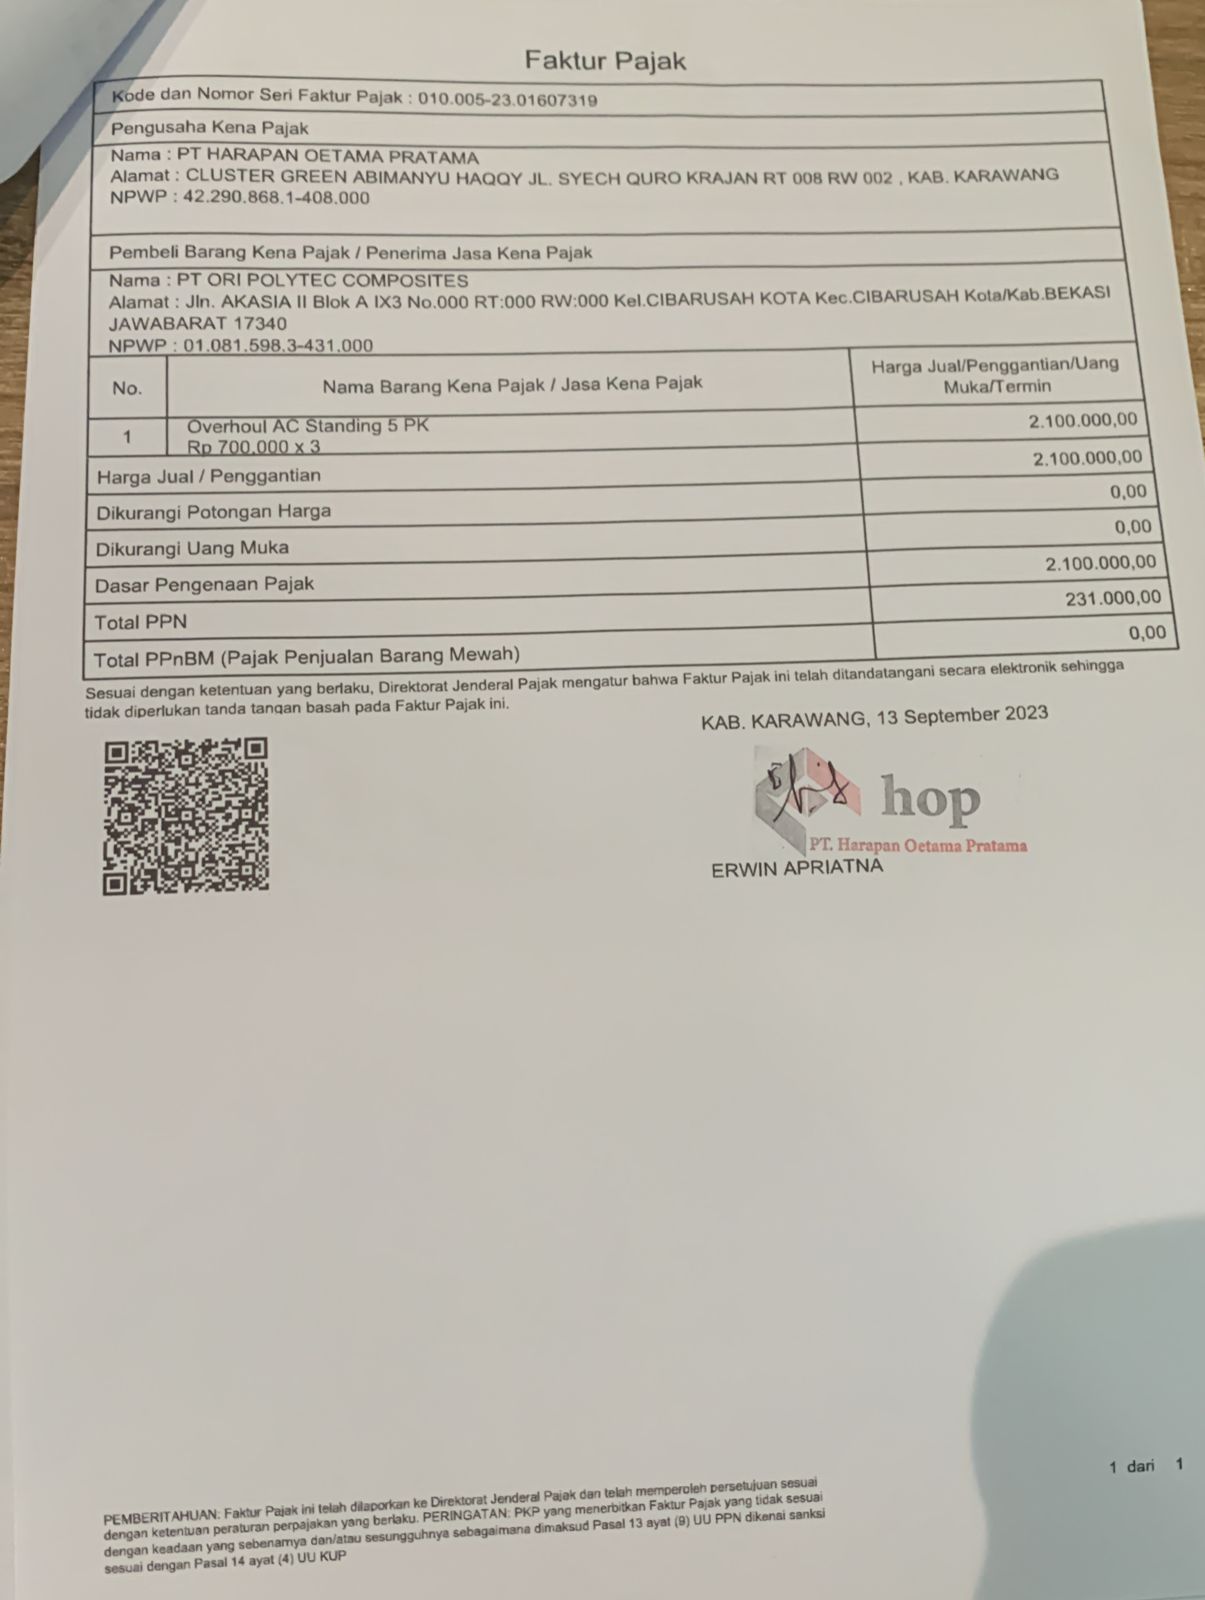 Faktur Pajak
Kode dan Nomor Seri Faktur Pajak : 010.005-23.01607319
Pengusaha Kena Pajak
Nama : PT HARAPAN OETAMA PRATAMA
Alamat : CLUSTER GREEN ABIMANYU HAQQY JL. SYECH QURO KRAJAN RT 008 RW 002 , KAB. KARAWANG
NPWP : 42.290.868.1-408.000
Pembeli Barang Kena Pajak / Penerima Jasa Kena Pajak
Nama : PT ORI POLYTEC COMPOSITES
Alamat : Jln. AKASIA II Blok A IX3 No.000 RT:000 RW:000 Kel.CIBARUSAH KOTA Kec.CIBARUSAH Kota/Kab.BEKASI
JAWABARAT 17340
NPWP : 01.081.598.3-431.000
No. Nama Barang Kena Pajak / Jasa Kena Pajak Harga Jual/Penggantian/Uang
Muka/Termin
1 Overhoul AC Standing 5 PK 2.100.000,00
Rp 700.000 x 3
Harga Jual / Penggantian 2.100.000,00
Dikurangi Potongan Harga 0,00
Dikurangi Uang Muka 0,00
Dasar Pengenaan Pajak 2.100.000,00
Total PPN 231.000,00
Total PPnBM (Pajak Penjualan Barang Mewah) 0,00
Sesuai dengan ketentuan yang berlaku, Direktorat Jenderal Pajak mengatur bahwa Faktur Pajak ini telah ditandatangani secara elektronik sehingga
tidak diperlukan tanda tangan basah pada Faktur Pajak ini.
KAB. KARAWANG, 13 September 2023
hop
PT. Harapan Oetama Pratama
ERWIN APRIATNA
1 dari 1
PEMBERITAHUAN: Faktur Pajak ini telah dilaporkan ke Direktorat Jenderal Pajak dan telah memperoleh persetujuan sesuai
dengan ketentuan peraturan perpajakan yang berlaku. PERINGATAN: PKP yang menerbitkan Faktur Pajak yang tidak sesuai
dengan keadaan yang sebenarnya dan/atau sesungguhnya sebagaimana dimaksud Pasal 13 ayat (9) UU PPN dikenai sanksi
sesuai dengan Pasal 14 ayat (4) UU KUP